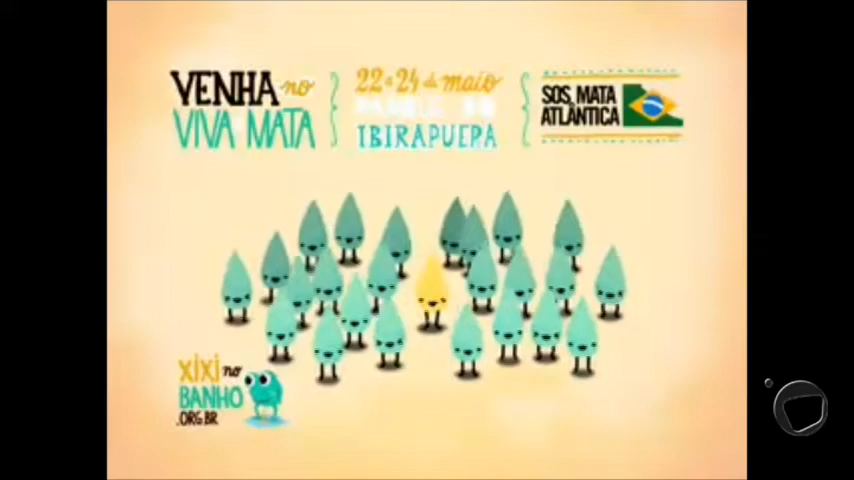 VENHA no
VIVA A MATA
22 a 24 de maio
PARQUE DO
IBIRAPUERA
SOS MATA
ATLÂNTICA
xixi no
BANHO
.ORG.BR